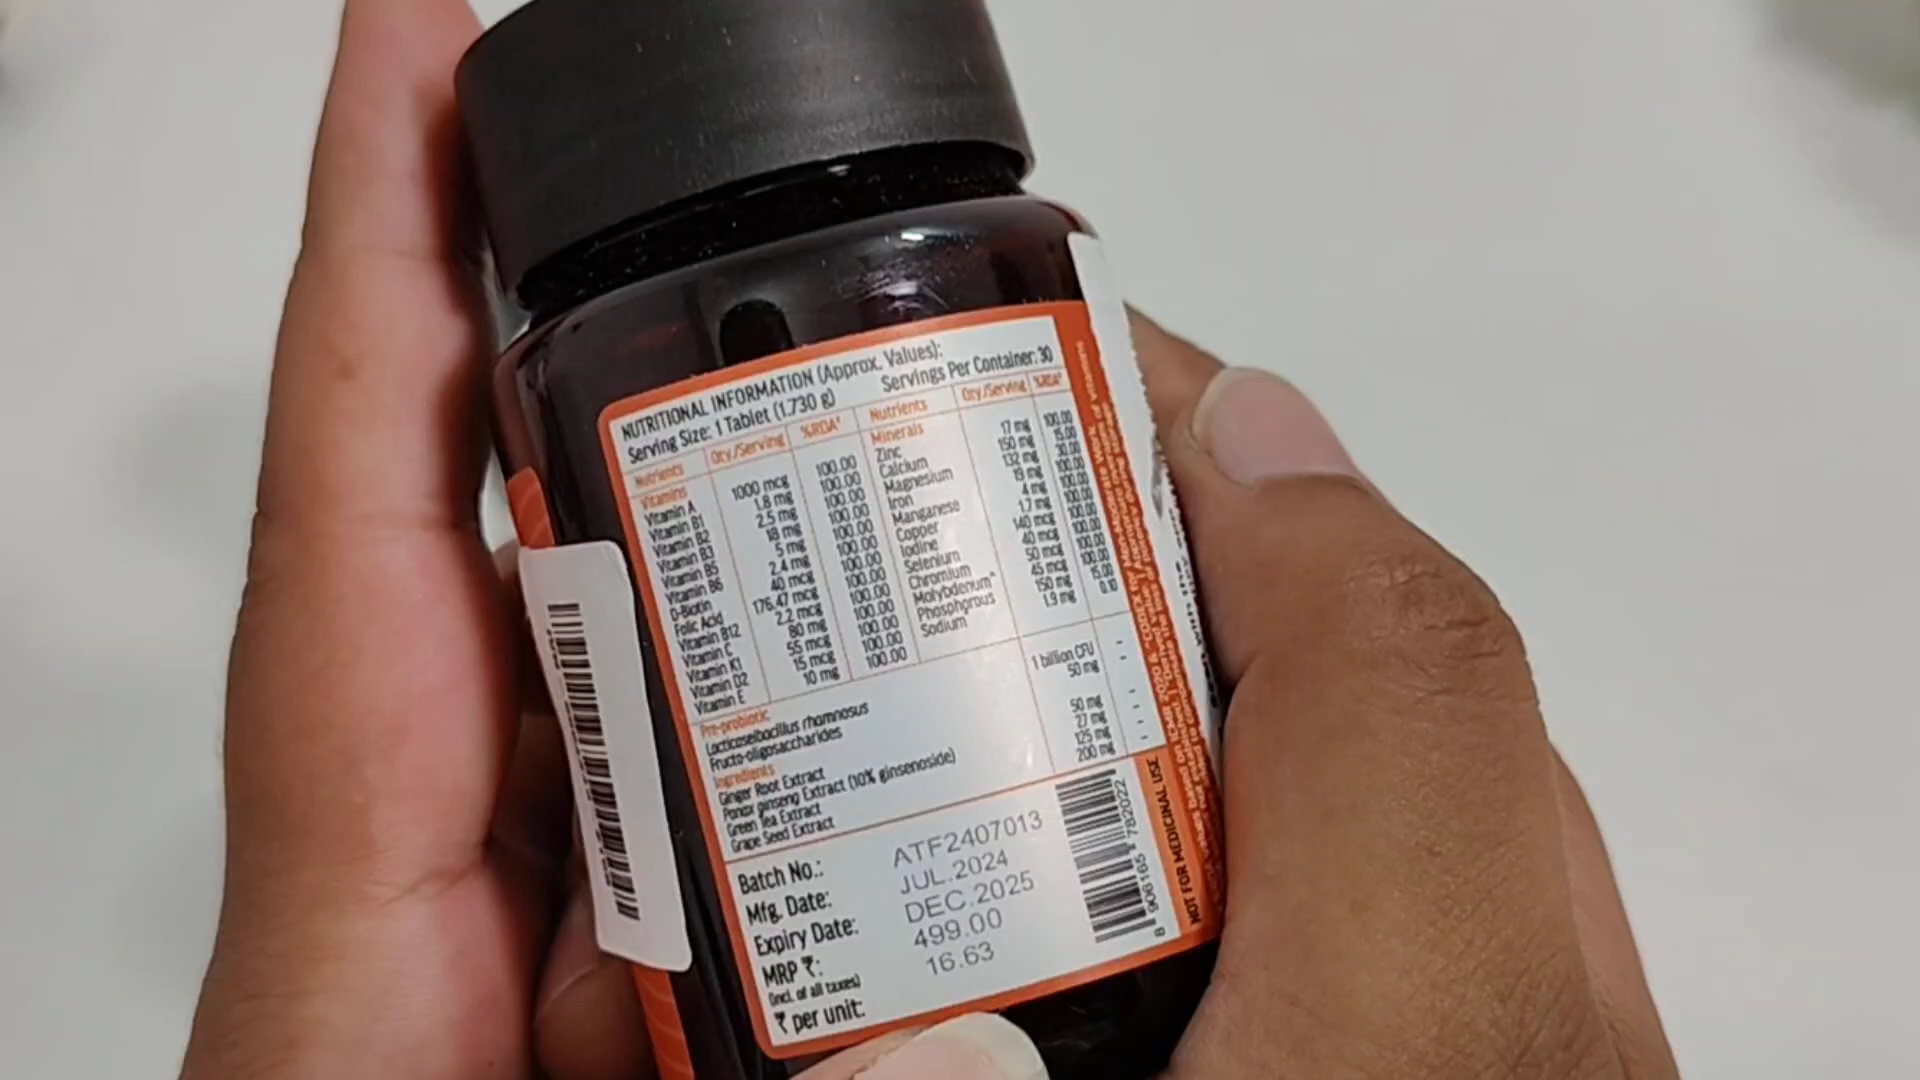 NUTRITIONAL INFORMATION (Approx. Values):
Serving Size: 1 Tablet (1.730 g) Servings Per Container: 30
Nutrients Qty./Serving %RDA# Nutrients Qty./Serving %RDA#
Vitamins
Vitamin A 1000 mcg 100.00
Vitamin B1 1.8 mg 100.00
Vitamin B2 2.5 mg 100.00
Vitamin B3 18 mg 100.00
Vitamin B5 5 mg 100.00
Vitamin B6 2.4 mg 100.00
D-Biotin 40 mcg 100.00
Folic Acid 176.47 mcg 100.00
Vitamin B12 2.2 mcg 100.00
Vitamin C 80 mg 100.00
Vitamin K1 55 mcg 100.00
Vitamin D2 15 mcg 100.00
Vitamin E 10 mg 100.00
Minerals
Zinc 17 mg 100.00
Calcium 150 mg 15.00
Magnesium 132 mg 30.00
Iron 19 mg 100.00
Manganese 4 mg 100.00
Copper 1.7 mg 100.00
Iodine 140 mcg 100.00
Selenium 40 mcg 100.00
Chromium 50 mcg 100.00
Molybdenum^ 45 mcg 100.00
Phosphorous 150 mg 15.00
Sodium 1.9 mg 0.10
Pre-probiotic
Lacticaseibacillus rhamnosus 1 billion CFU -
Fructo-oligosaccharides 50 mg -
Ingredients
Ginger Root Extract 50 mg -
Panax ginseng Extract (10% ginsenoside) 27 mg -
Green Tea Extract 125 mg -
Grape Seed Extract 200 mg -
Batch No.: ATF2407013
Mfg. Date: JUL.2024
Expiry Date: DEC.2025
MRP ₹: 499.00
(incl. of all taxes)
₹ per unit: 16.63
8 906165 782022
NOT FOR MEDICINAL USE